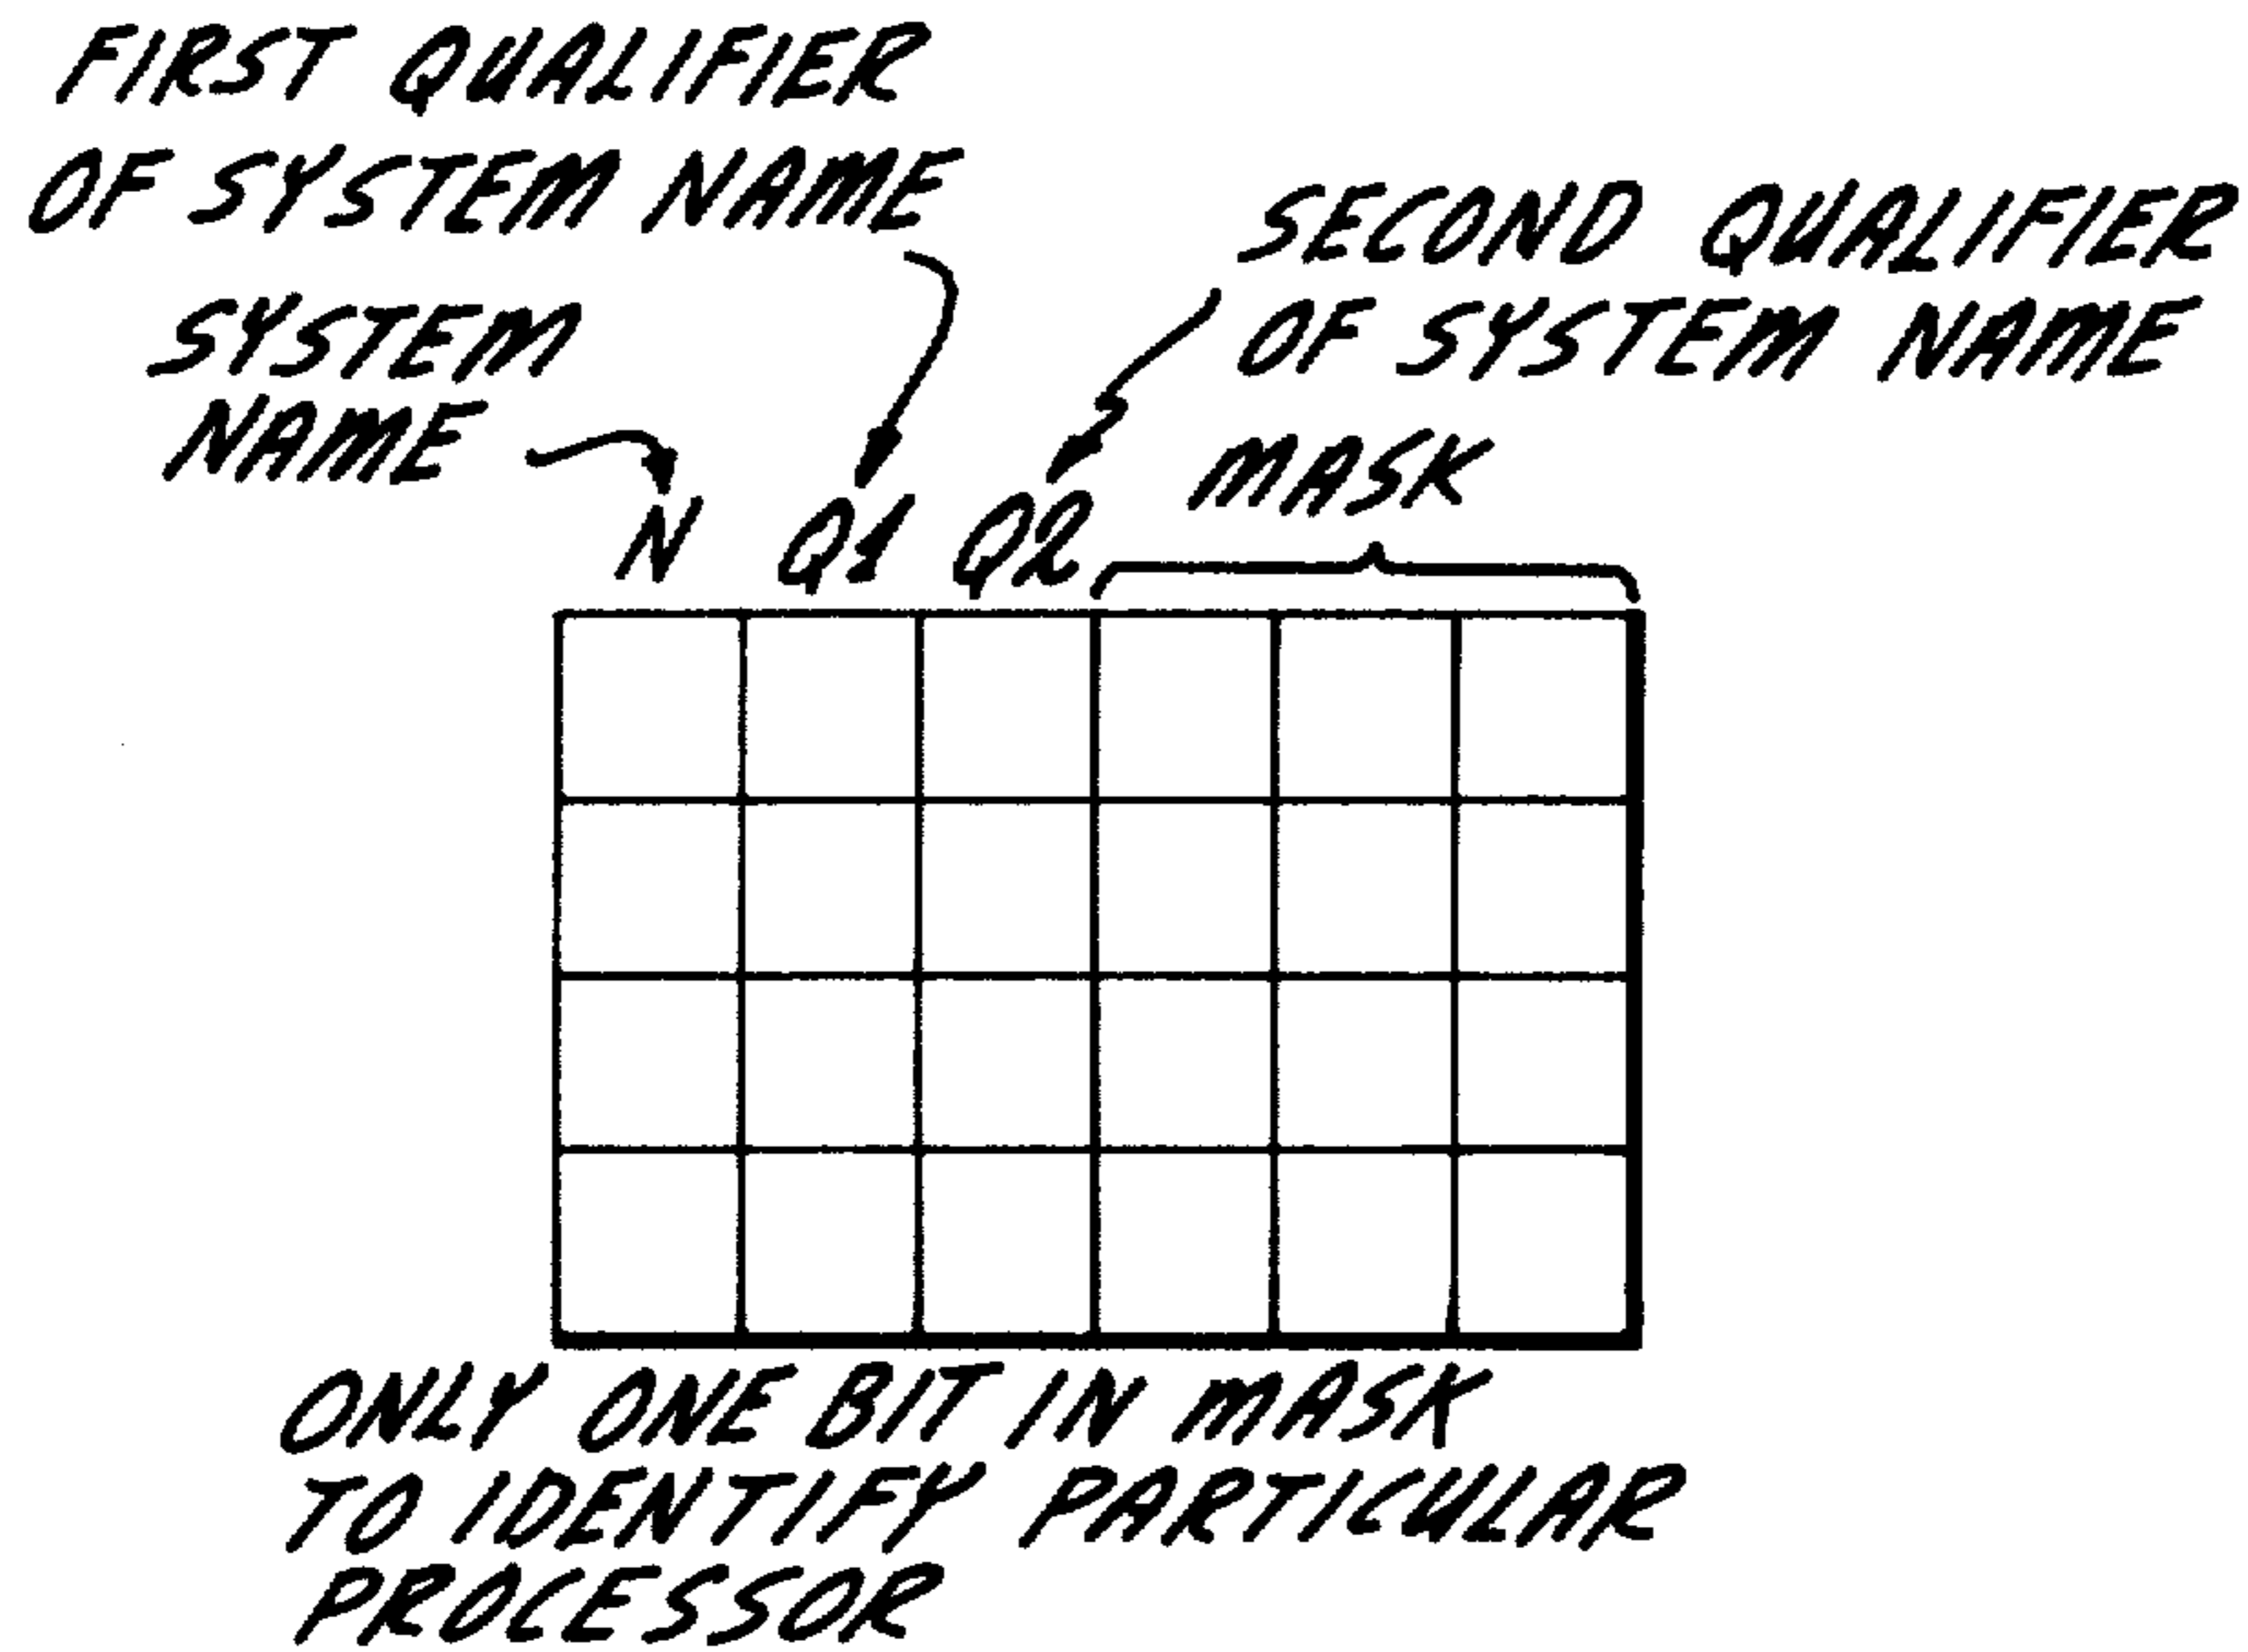 FIRST QUALIFIER
OF SYSTEM NAME
SECOND QUALIFIER
OF SYSTEM NAME
SYSTEM
NAME
MASK
N Q1 Q2
ONLY ONE BIT IN MASK
TO IDENTIFY PARTICULAR
PROCESSOR